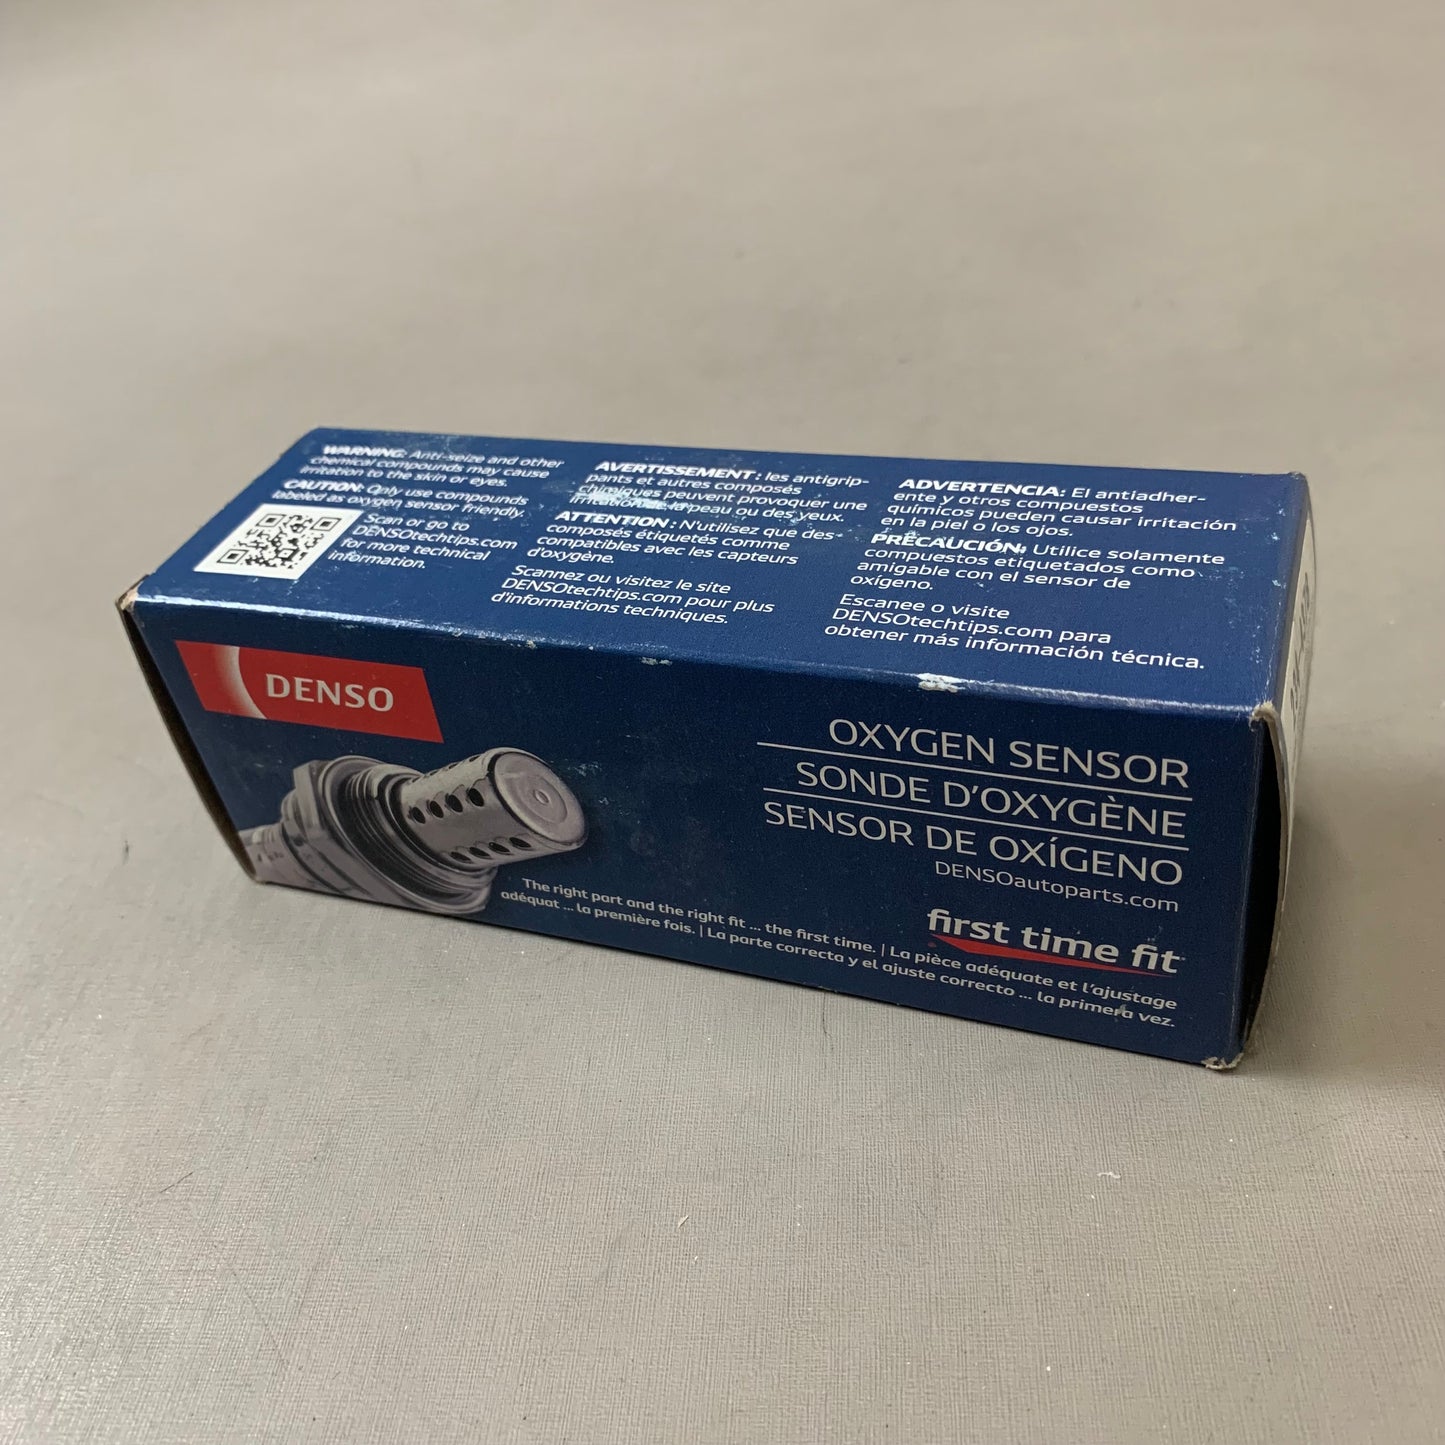 WARNING: Anti-seize and other
chemical compounds may cause
irritation to the skin or eyes.
CAUTION: Only use compounds
labeled as oxygen sensor friendly.
Scan or go to
DENSOtechtips.com
for more technical
information.
AVERTISSEMENT : les antigrip-
pants et autres composés
chimiques peuvent provoquer une
irritation de la peau ou des yeux.
ATTENTION : N'utilisez que des
composés étiquetés comme
compatibles avec les capteurs
d'oxygène.
Scannez ou visitez le site
DENSOtechtips.com pour plus
d'informations techniques.
ADVERTENCIA: El antiadher-
ente y otros compuestos
químicos pueden causar irritación
en la piel o los ojos.
PRECAUCIÓN: Utilice solamente
compuestos etiquetados como
amigable con el sensor de
oxígeno.
Escanee o visite
DENSOtechtips.com para
obtener más información técnica.
DENSO
OXYGEN SENSOR
SONDE D'OXYGÈNE
SENSOR DE OXÍGENO
DENSOautoparts.com
first time fit
The right part and the right fit ... the first time. | La pièce adéquate et l'ajustage
adéquat ... la première fois. | La parte correcta y el ajuste correcto ... la primera vez.